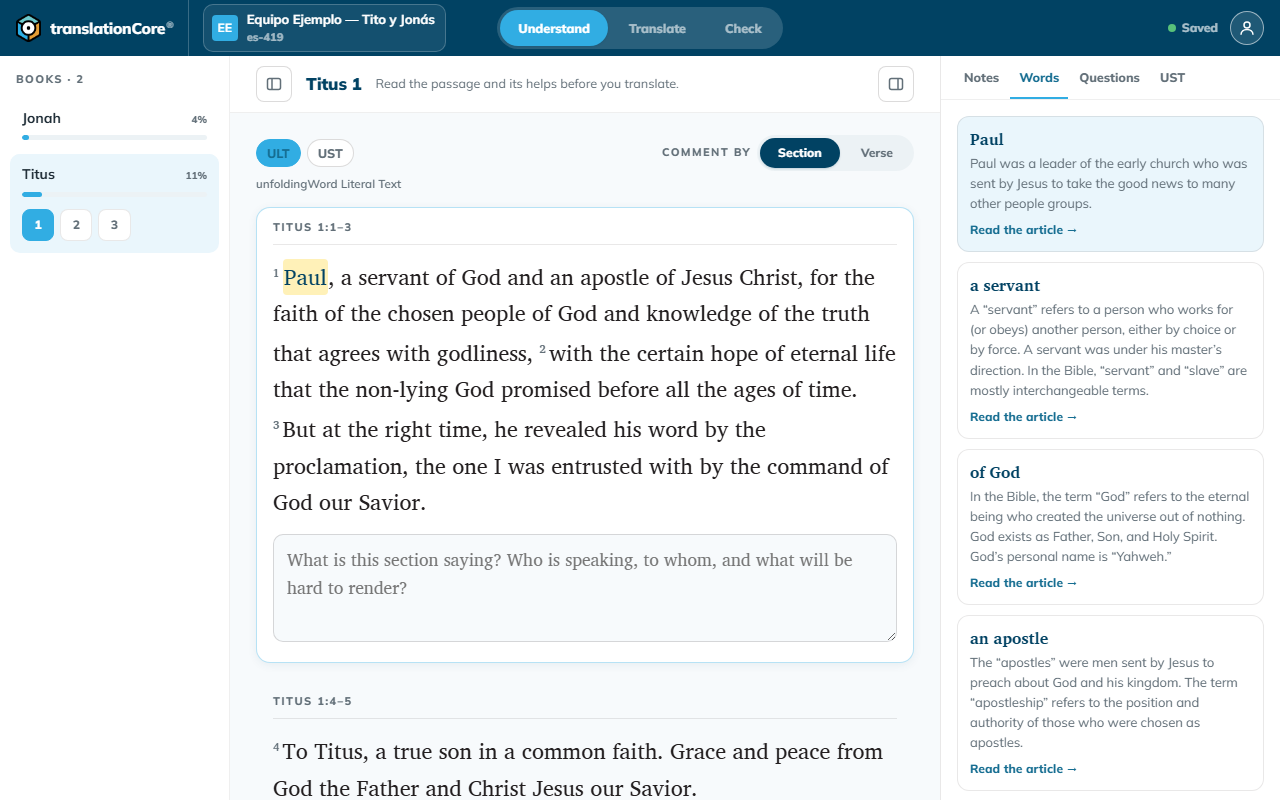 translationCore®
EE
Equipo Ejemplo — Tito y Jonás
es-419
Understand
Translate
Check
Saved
BOOKS · 2
Jonah
4%
Titus
11%
1
2
3
Titus 1
Read the passage and its helps before you translate.
ULT
UST
COMMENT BY
Section
Verse
unfoldingWord Literal Text
TITUS 1:1–3
1 Paul, a servant of God and an apostle of Jesus Christ, for the
faith of the chosen people of God and knowledge of the truth
that agrees with godliness, 2 with the certain hope of eternal life
that the non-lying God promised before all the ages of time.
3 But at the right time, he revealed his word by the
proclamation, the one I was entrusted with by the command of
God our Savior.
What is this section saying? Who is speaking, to whom, and what will be
hard to render?
TITUS 1:4–5
4 To Titus, a true son in a common faith. Grace and peace from
God the Father and Christ Jesus our Savior.
Notes
Words
Questions
UST
Paul
Paul was a leader of the early church who was
sent by Jesus to take the good news to many
other people groups.
Read the article →
a servant
A “servant” refers to a person who works for
(or obeys) another person, either by choice or
by force. A servant was under his master’s
direction. In the Bible, “servant” and “slave” are
mostly interchangeable terms.
Read the article →
of God
In the Bible, the term “God” refers to the eternal
being who created the universe out of nothing.
God exists as Father, Son, and Holy Spirit.
God’s personal name is “Yahweh.”
Read the article →
an apostle
The “apostles” were men sent by Jesus to
preach about God and his kingdom. The term
“apostleship” refers to the position and
authority of those who were chosen as
apostles.
Read the article →